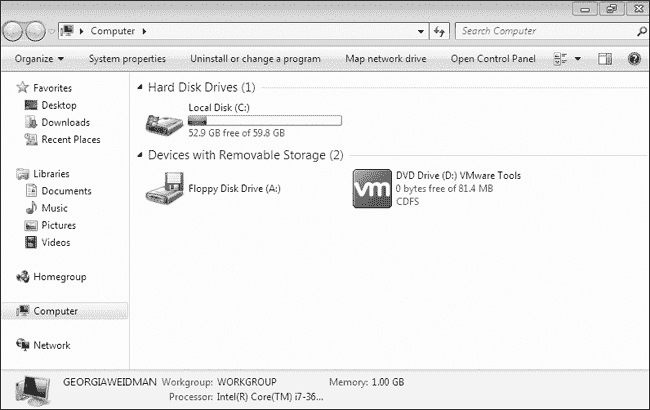 Computer
Search Computer
Organize System properties Uninstall or change a program Map network drive Open Control Panel
Favorites
Desktop
Downloads
Recent Places
Libraries
Documents
Music
Pictures
Videos
Homegroup
Computer
Network
Hard Disk Drives (1)
Local Disk (C:)
52.9 GB free of 59.8 GB
Devices with Removable Storage (2)
Floppy Disk Drive (A:)
vm
DVD Drive (D:) VMware Tools
0 bytes free of 81.4 MB
CDFS
GEORGIAWEIDMAN Workgroup: WORKGROUP Memory: 1.00 GB
Processor: Intel(R) Core(TM) i7-36...